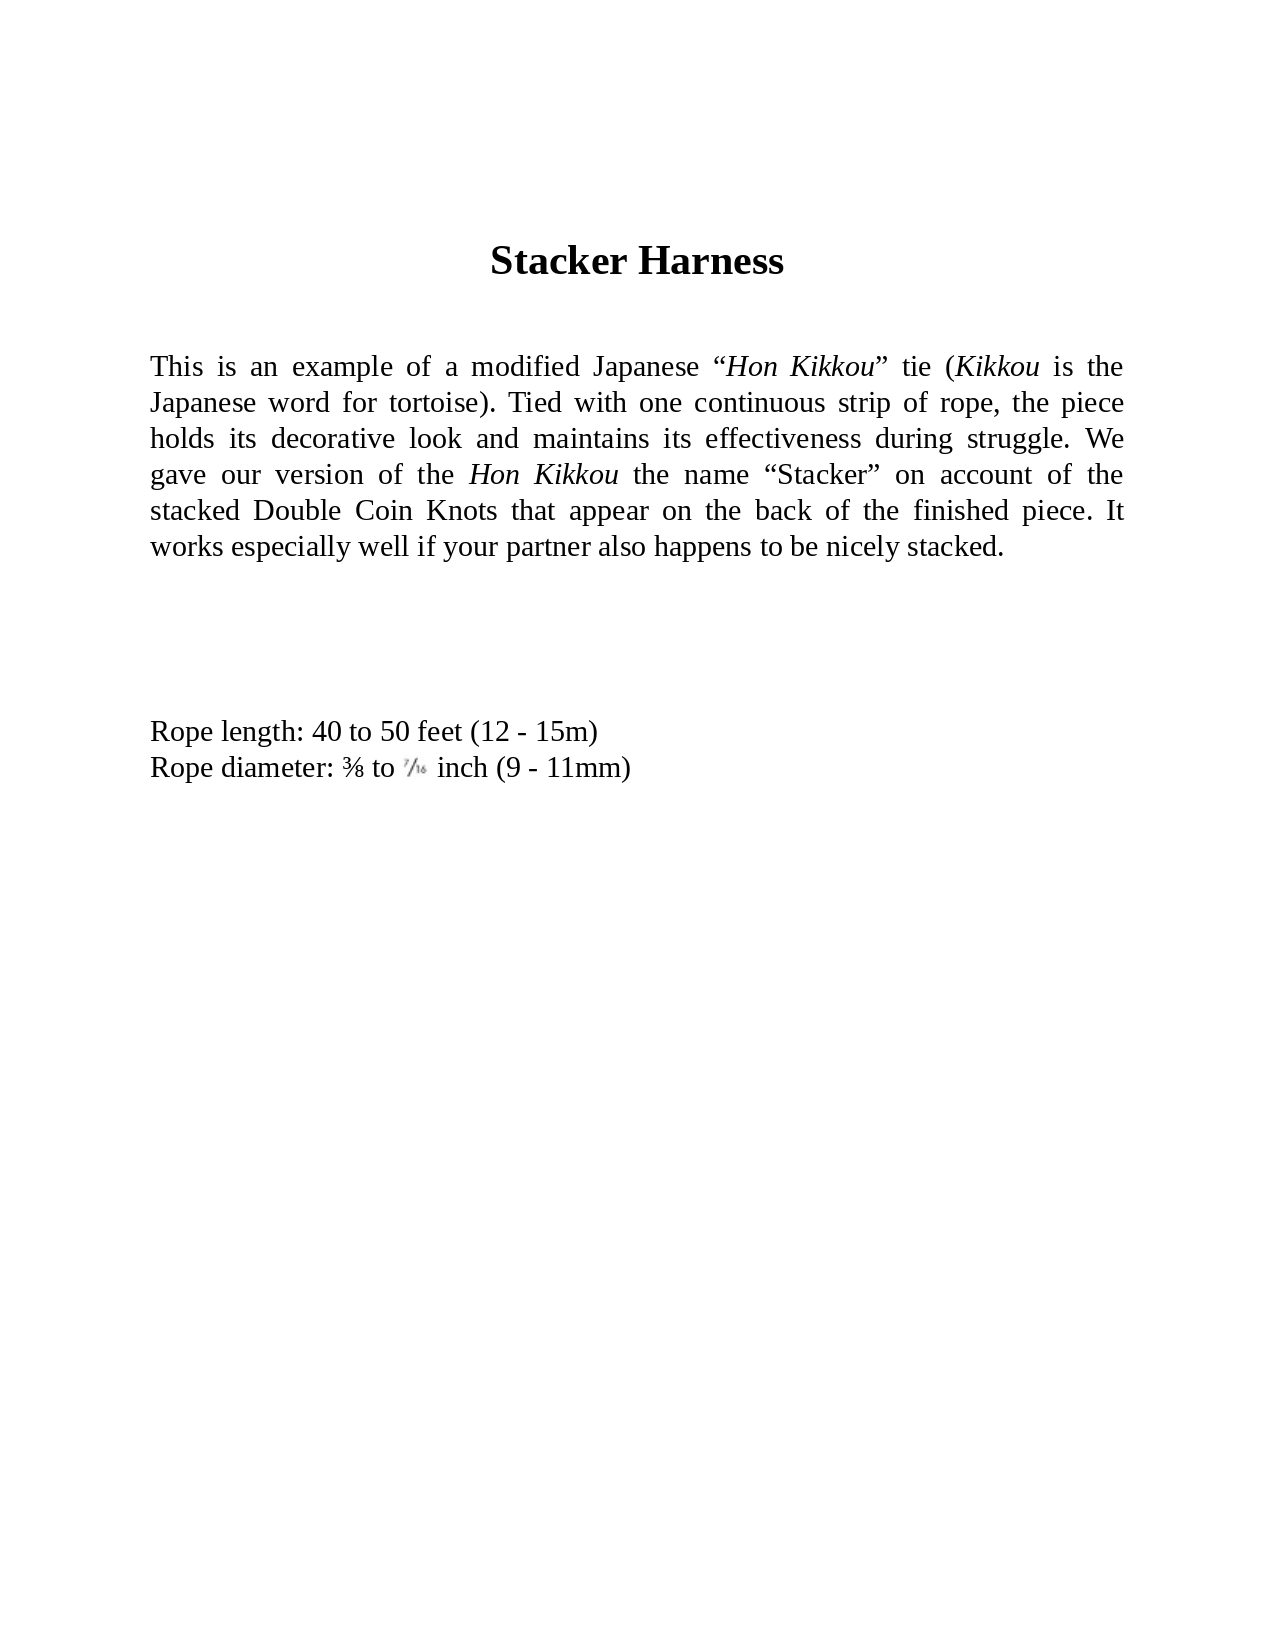 Stacker Harness
This is an example of a modified Japanese “Hon Kikkou” tie (Kikkou is the
Japanese word for tortoise). Tied with one continuous strip of rope, the piece
holds its decorative look and maintains its effectiveness during struggle. We
gave our version of the Hon Kikkou the name “Stacker” on account of the
stacked Double Coin Knots that appear on the back of the finished piece. It
works especially well if your partner also happens to be nicely stacked.
Rope length: 40 to 50 feet (12 - 15m)
Rope diameter: ⅜ to 7/16 inch (9 - 11mm)